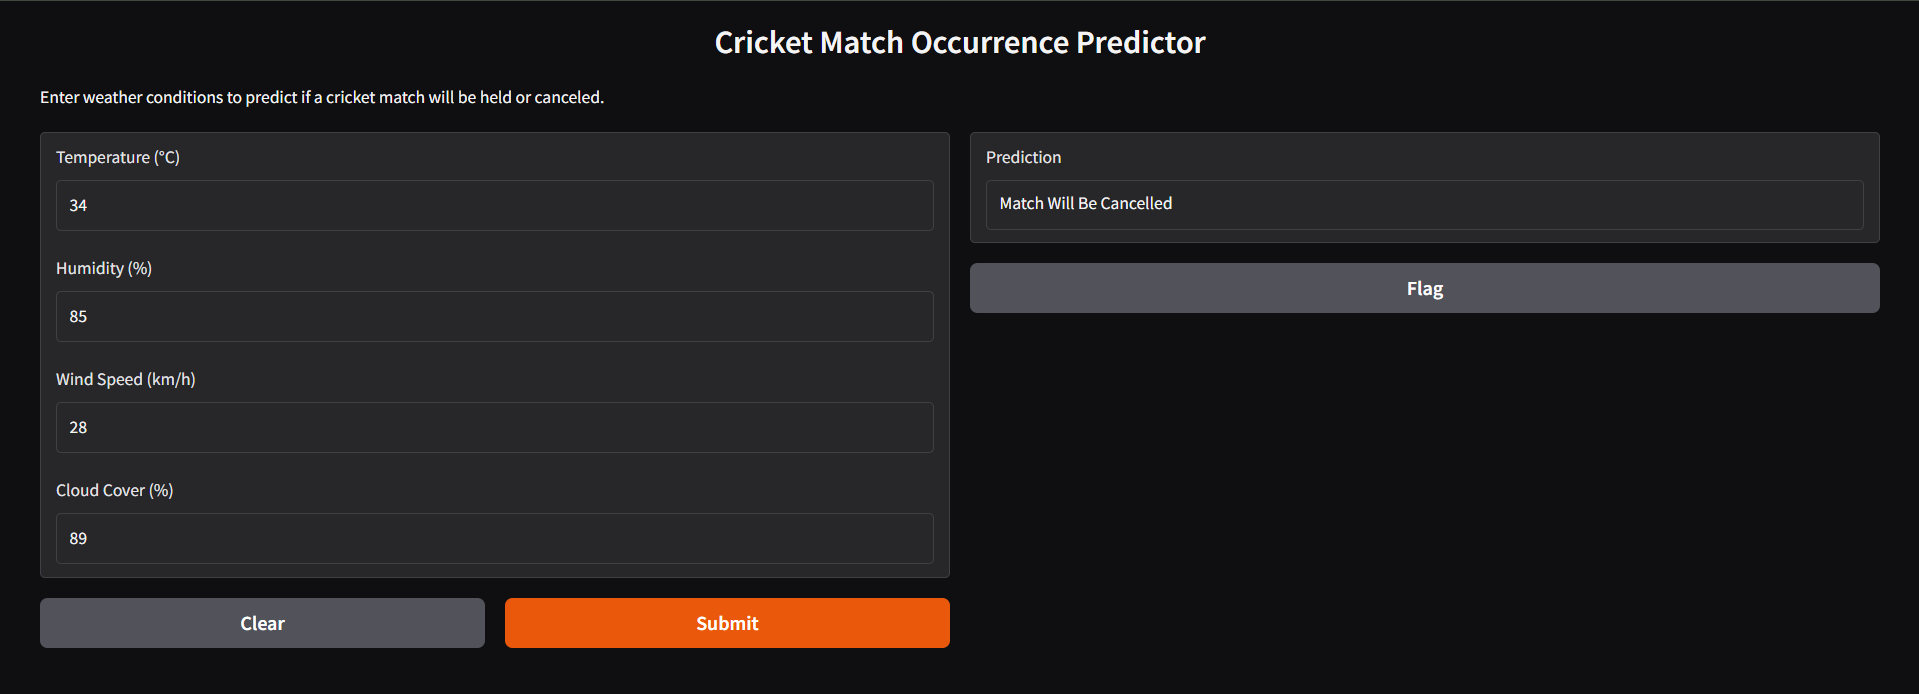 Cricket Match Occurrence Predictor
Enter weather conditions to predict if a cricket match will be held or canceled.
Temperature (°C)
34
Humidity (%)
85
Wind Speed (km/h)
28
Cloud Cover (%)
89
Clear
Submit
Prediction
Match Will Be Cancelled
Flag